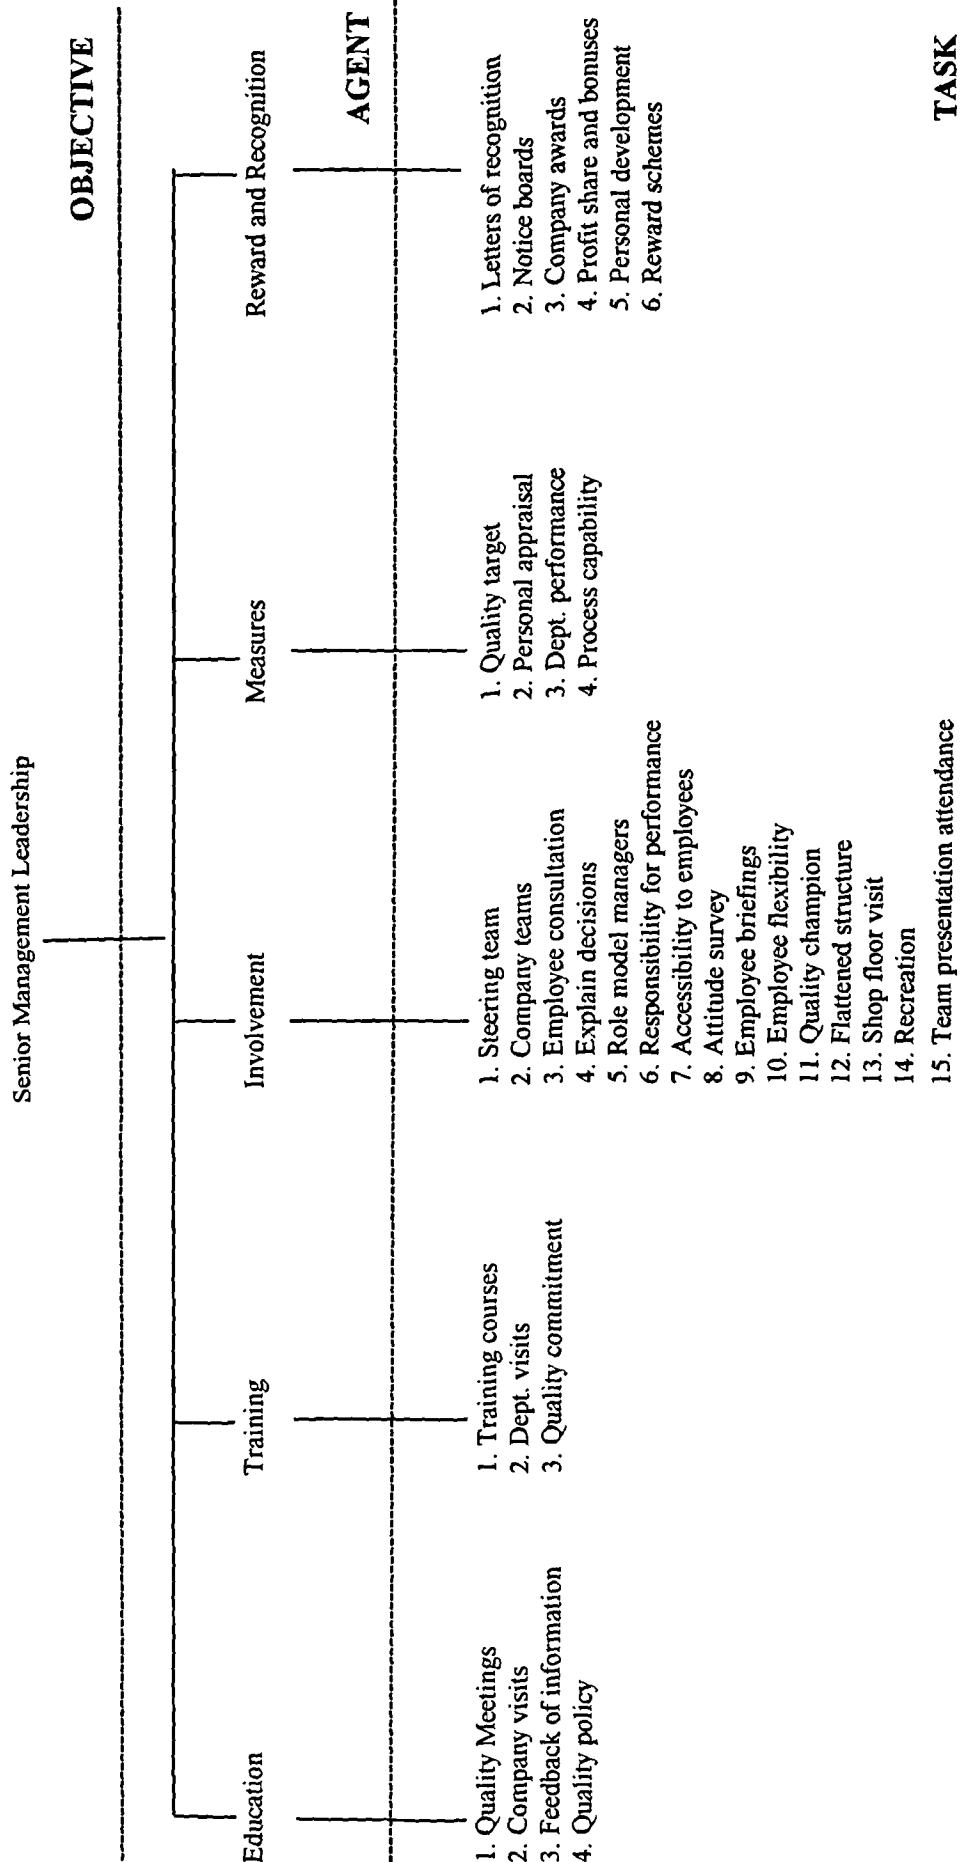 Senior Management Leadership
OBJECTIVE
Education
Training
Involvement
Measures
Reward and Recognition
AGENT
1. Quality Meetings
2. Company visits
3. Feedback of information
4. Quality policy
1. Training courses
2. Dept. visits
3. Quality commitment
1. Steering team
2. Company teams
3. Employee consultation
4. Explain decisions
5. Role model managers
6. Responsibility for performance
7. Accessibility to employees
8. Attitude survey
9. Employee briefings
10. Employee flexibility
11. Quality champion
12. Flattened structure
13. Shop floor visit
14. Recreation
15. Team presentation attendance
1. Quality target
2. Personal appraisal
3. Dept. performance
4. Process capability
1. Letters of recognition
2. Notice boards
3. Company awards
4. Profit share and bonuses
5. Personal development
6. Reward schemes
TASK